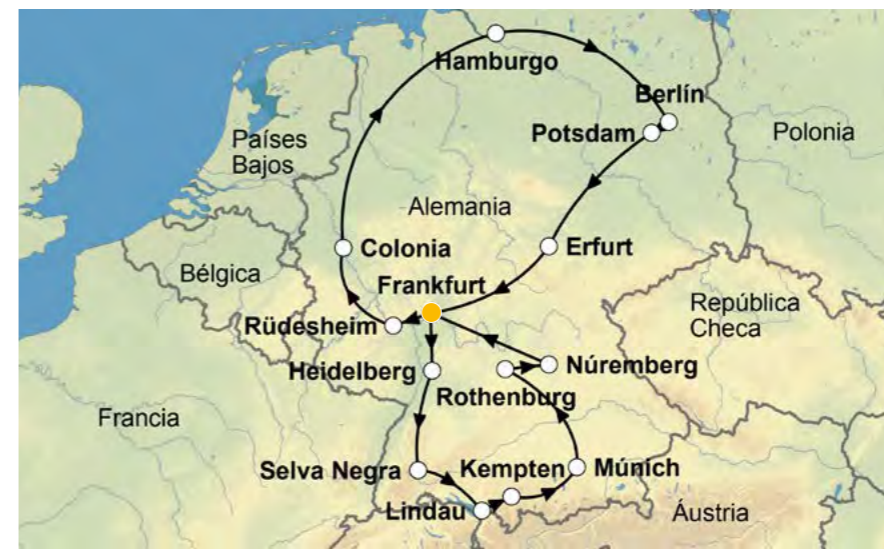 Hamburgo
Berlín
Potsdam
Países
Bajos
Polonia
Alemania
Colonia
Erfurt
Bélgica
Frankfurt
República
Checa
Rüdesheim
Heidelberg
Núremberg
Rothenburg
Francia
Selva Negra
Kempten
Múnich
Lindau
Áustria